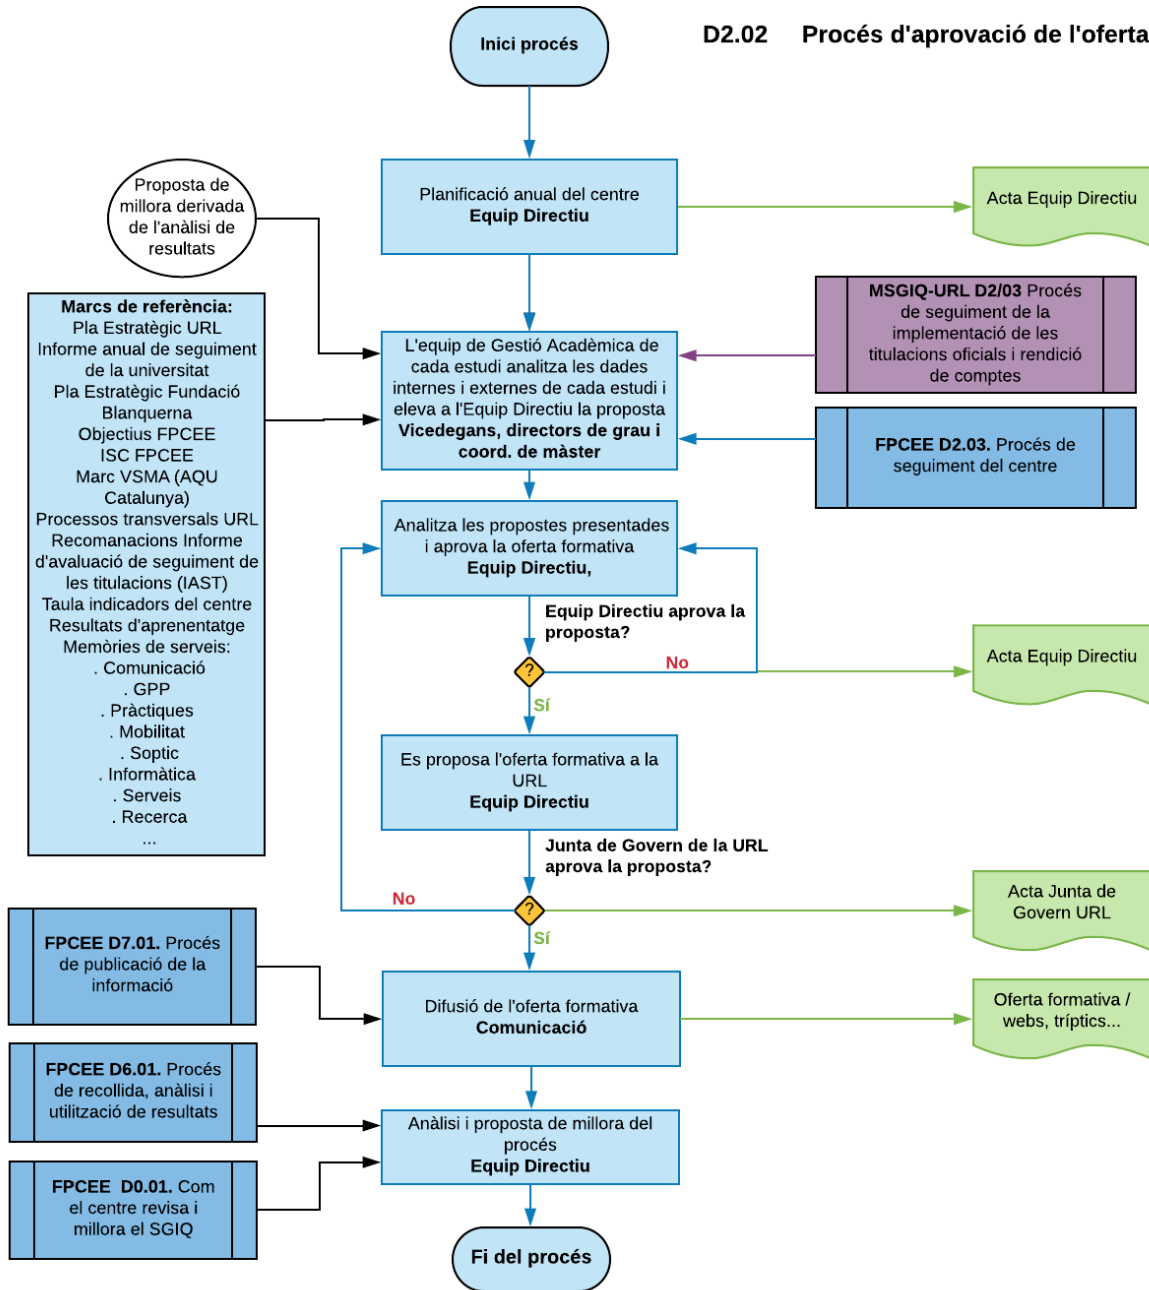 Inici procés
D2.02 Procés d'aprovació de l'oferta
Planificació anual del centre
Equip Directiu
Acta Equip Directiu
Proposta de
millora derivada
de l'anàlisi de
resultats
Marcs de referència:
Pla Estratègic URL
Informe anual de seguiment
de la universitat
Pla Estratègic Fundació
Blanquerna
Objectius FPCEE
ISC FPCEE
Marc VSMA (AQU
Catalunya)
Processos transversals URL
Recomanacions Informe
d'avaluació de seguiment de
les titulacions (IAST)
Taula indicadors del centre
Resultats d'aprenentatge
Memòries de serveis:
. Comunicació
. GPP
. Pràctiques
. Mobilitat
. Soptic
. Informàtica
. Serveis
. Recerca
...
L'equip de Gestió Acadèmica de
cada estudi analitza les dades
internes i externes de cada estudi i
eleva a l'Equip Directiu la proposta
Vicedegans, directors de grau i
coord. de màster
MSGIQ-URL D2/03 Procés
de seguiment de la
implementació de les
titulacions oficials i rendició
de comptes
FPCEE D2.03. Procés de
seguiment del centre
Analitza les propostes presentades
i aprova la oferta formativa
Equip Directiu,
Equip Directiu aprova la
proposta?
?
No
Sí
Acta Equip Directiu
Es proposa l'oferta formativa a la
URL
Equip Directiu
Junta de Govern de la URL
aprova la proposta?
No
?
Sí
Acta Junta de
Govern URL
FPCEE D7.01. Procés
de publicació de la
informació
Difusió de l'oferta formativa
Comunicació
Oferta formativa /
webs, tríptics...
FPCEE D6.01. Procés
de recollida, anàlisi i
utilització de resultats
Anàlisi i proposta de millora del
procés
Equip Directiu
FPCEE D0.01. Com
el centre revisa i
millora el SGIQ
Fi del procés